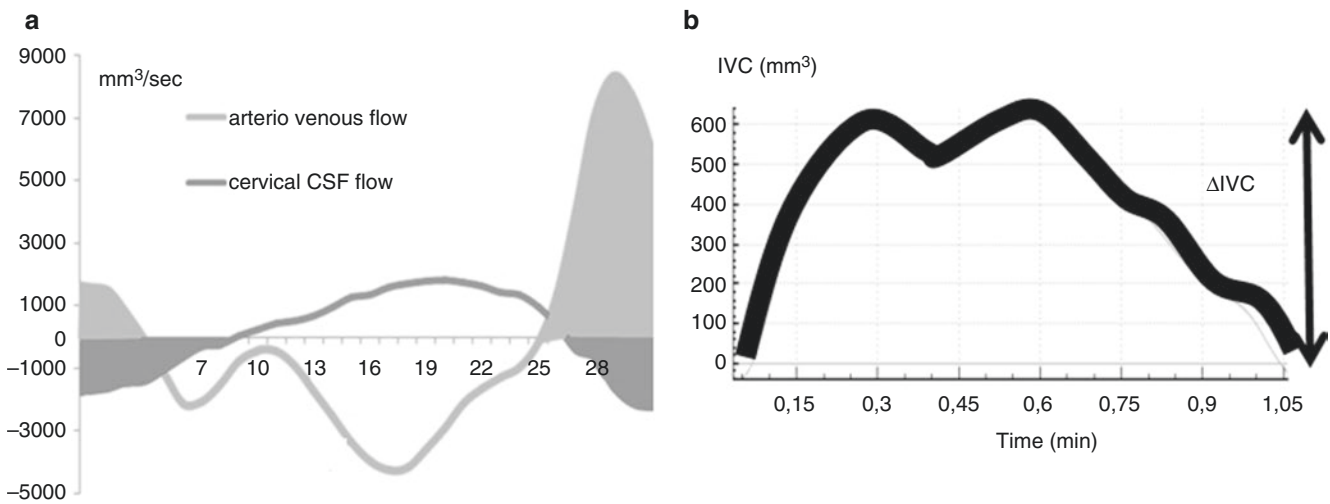 a
9000
mm³/sec
7000
arterio venous flow
5000
cervical CSF flow
3000
1000
0
7 10 13 16 19 22 25 28
–1000
–3000
–5000
b
IVC (mm³)
600
500
ΔIVC
400
300
200
100
0
0,15 0,3 0,45 0,6 0,75 0,9 1,05
Time (min)